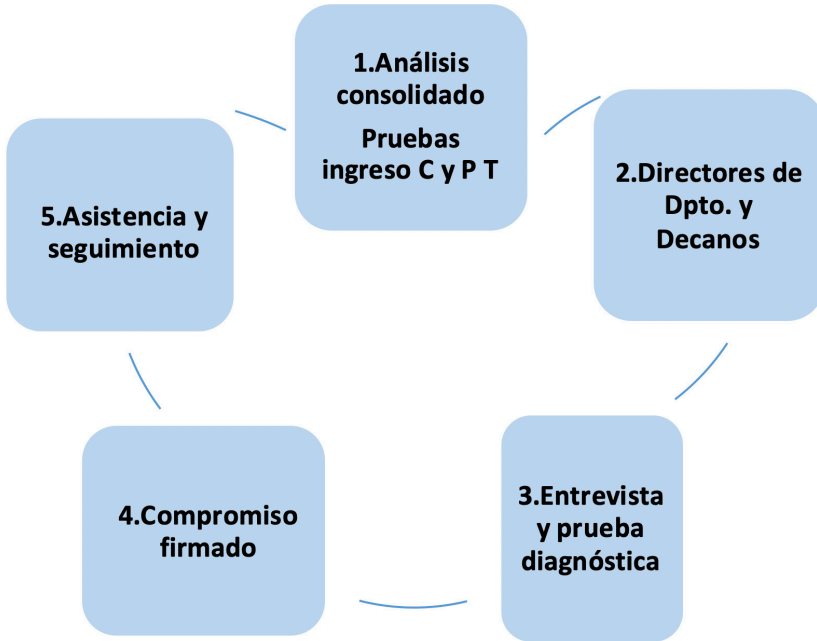 1.Análisis
consolidado
Pruebas
ingreso C y P T
2.Directores de
Dpto. y
Decanos
3.Entrevista
y prueba
diagnóstica
4.Compromiso
firmado
5.Asistencia y
seguimiento